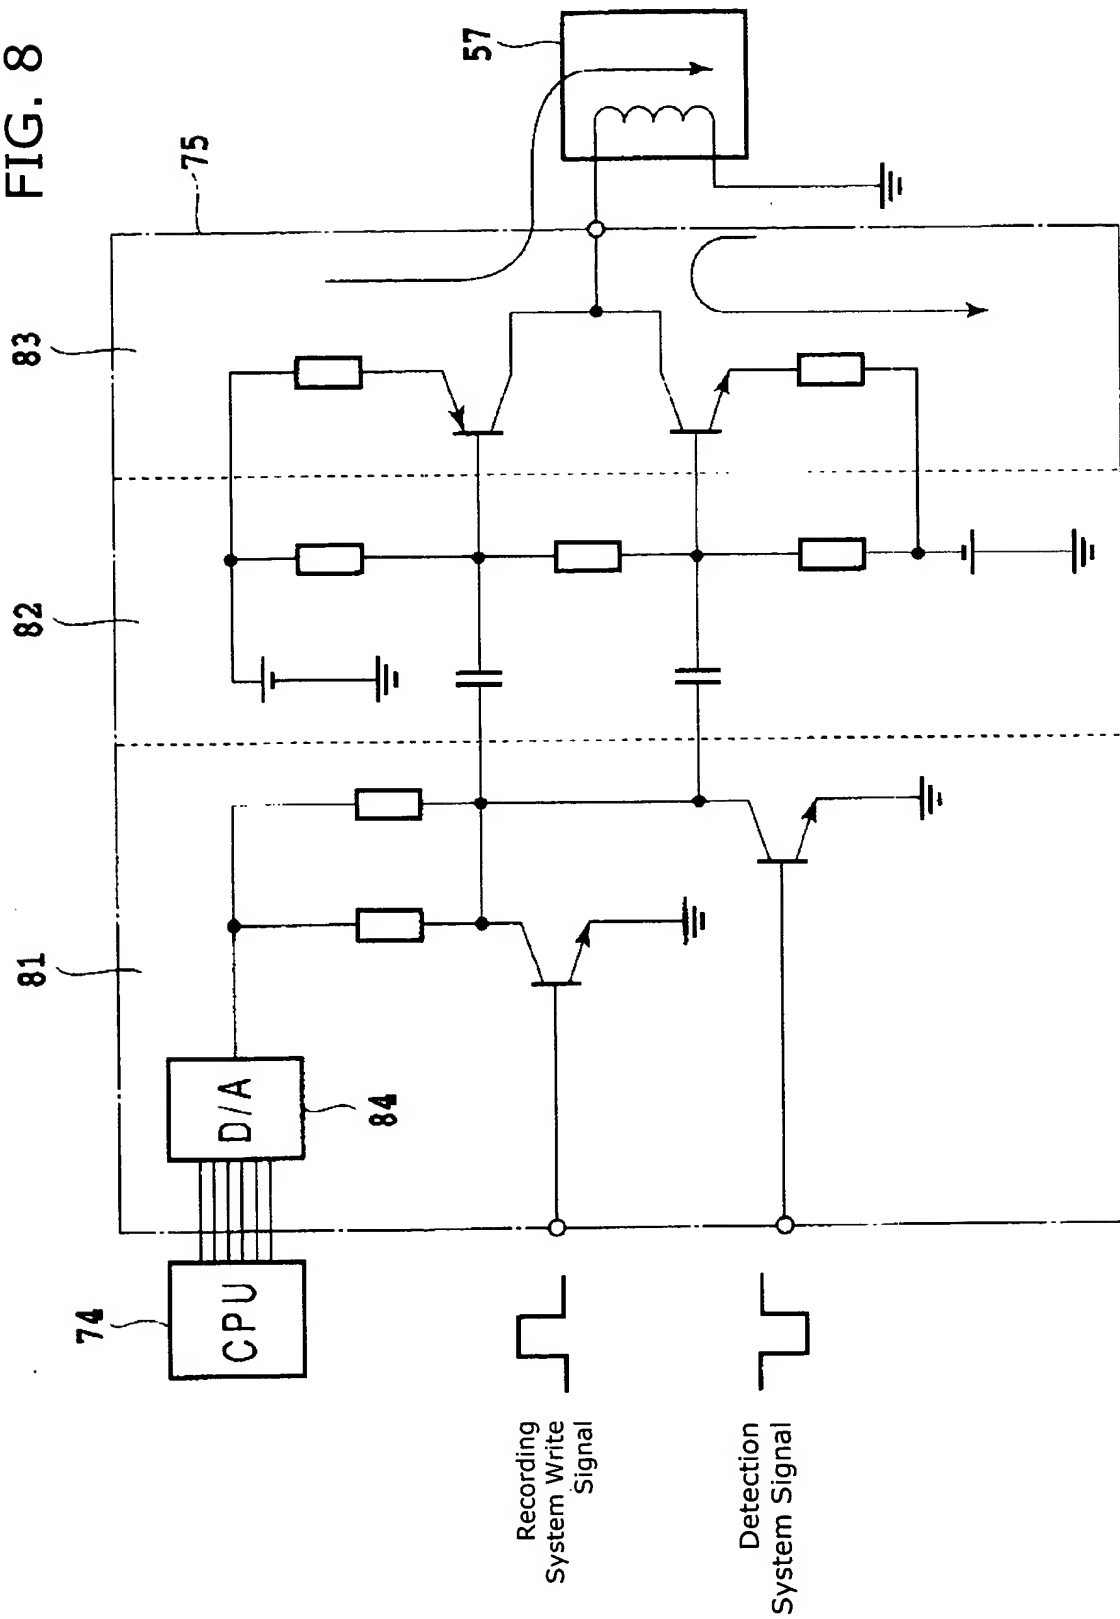 FIG. 8
75
57
83
82
81
74
CPU
D/A
84
Recording
System Write
Signal
Detection
System Signal